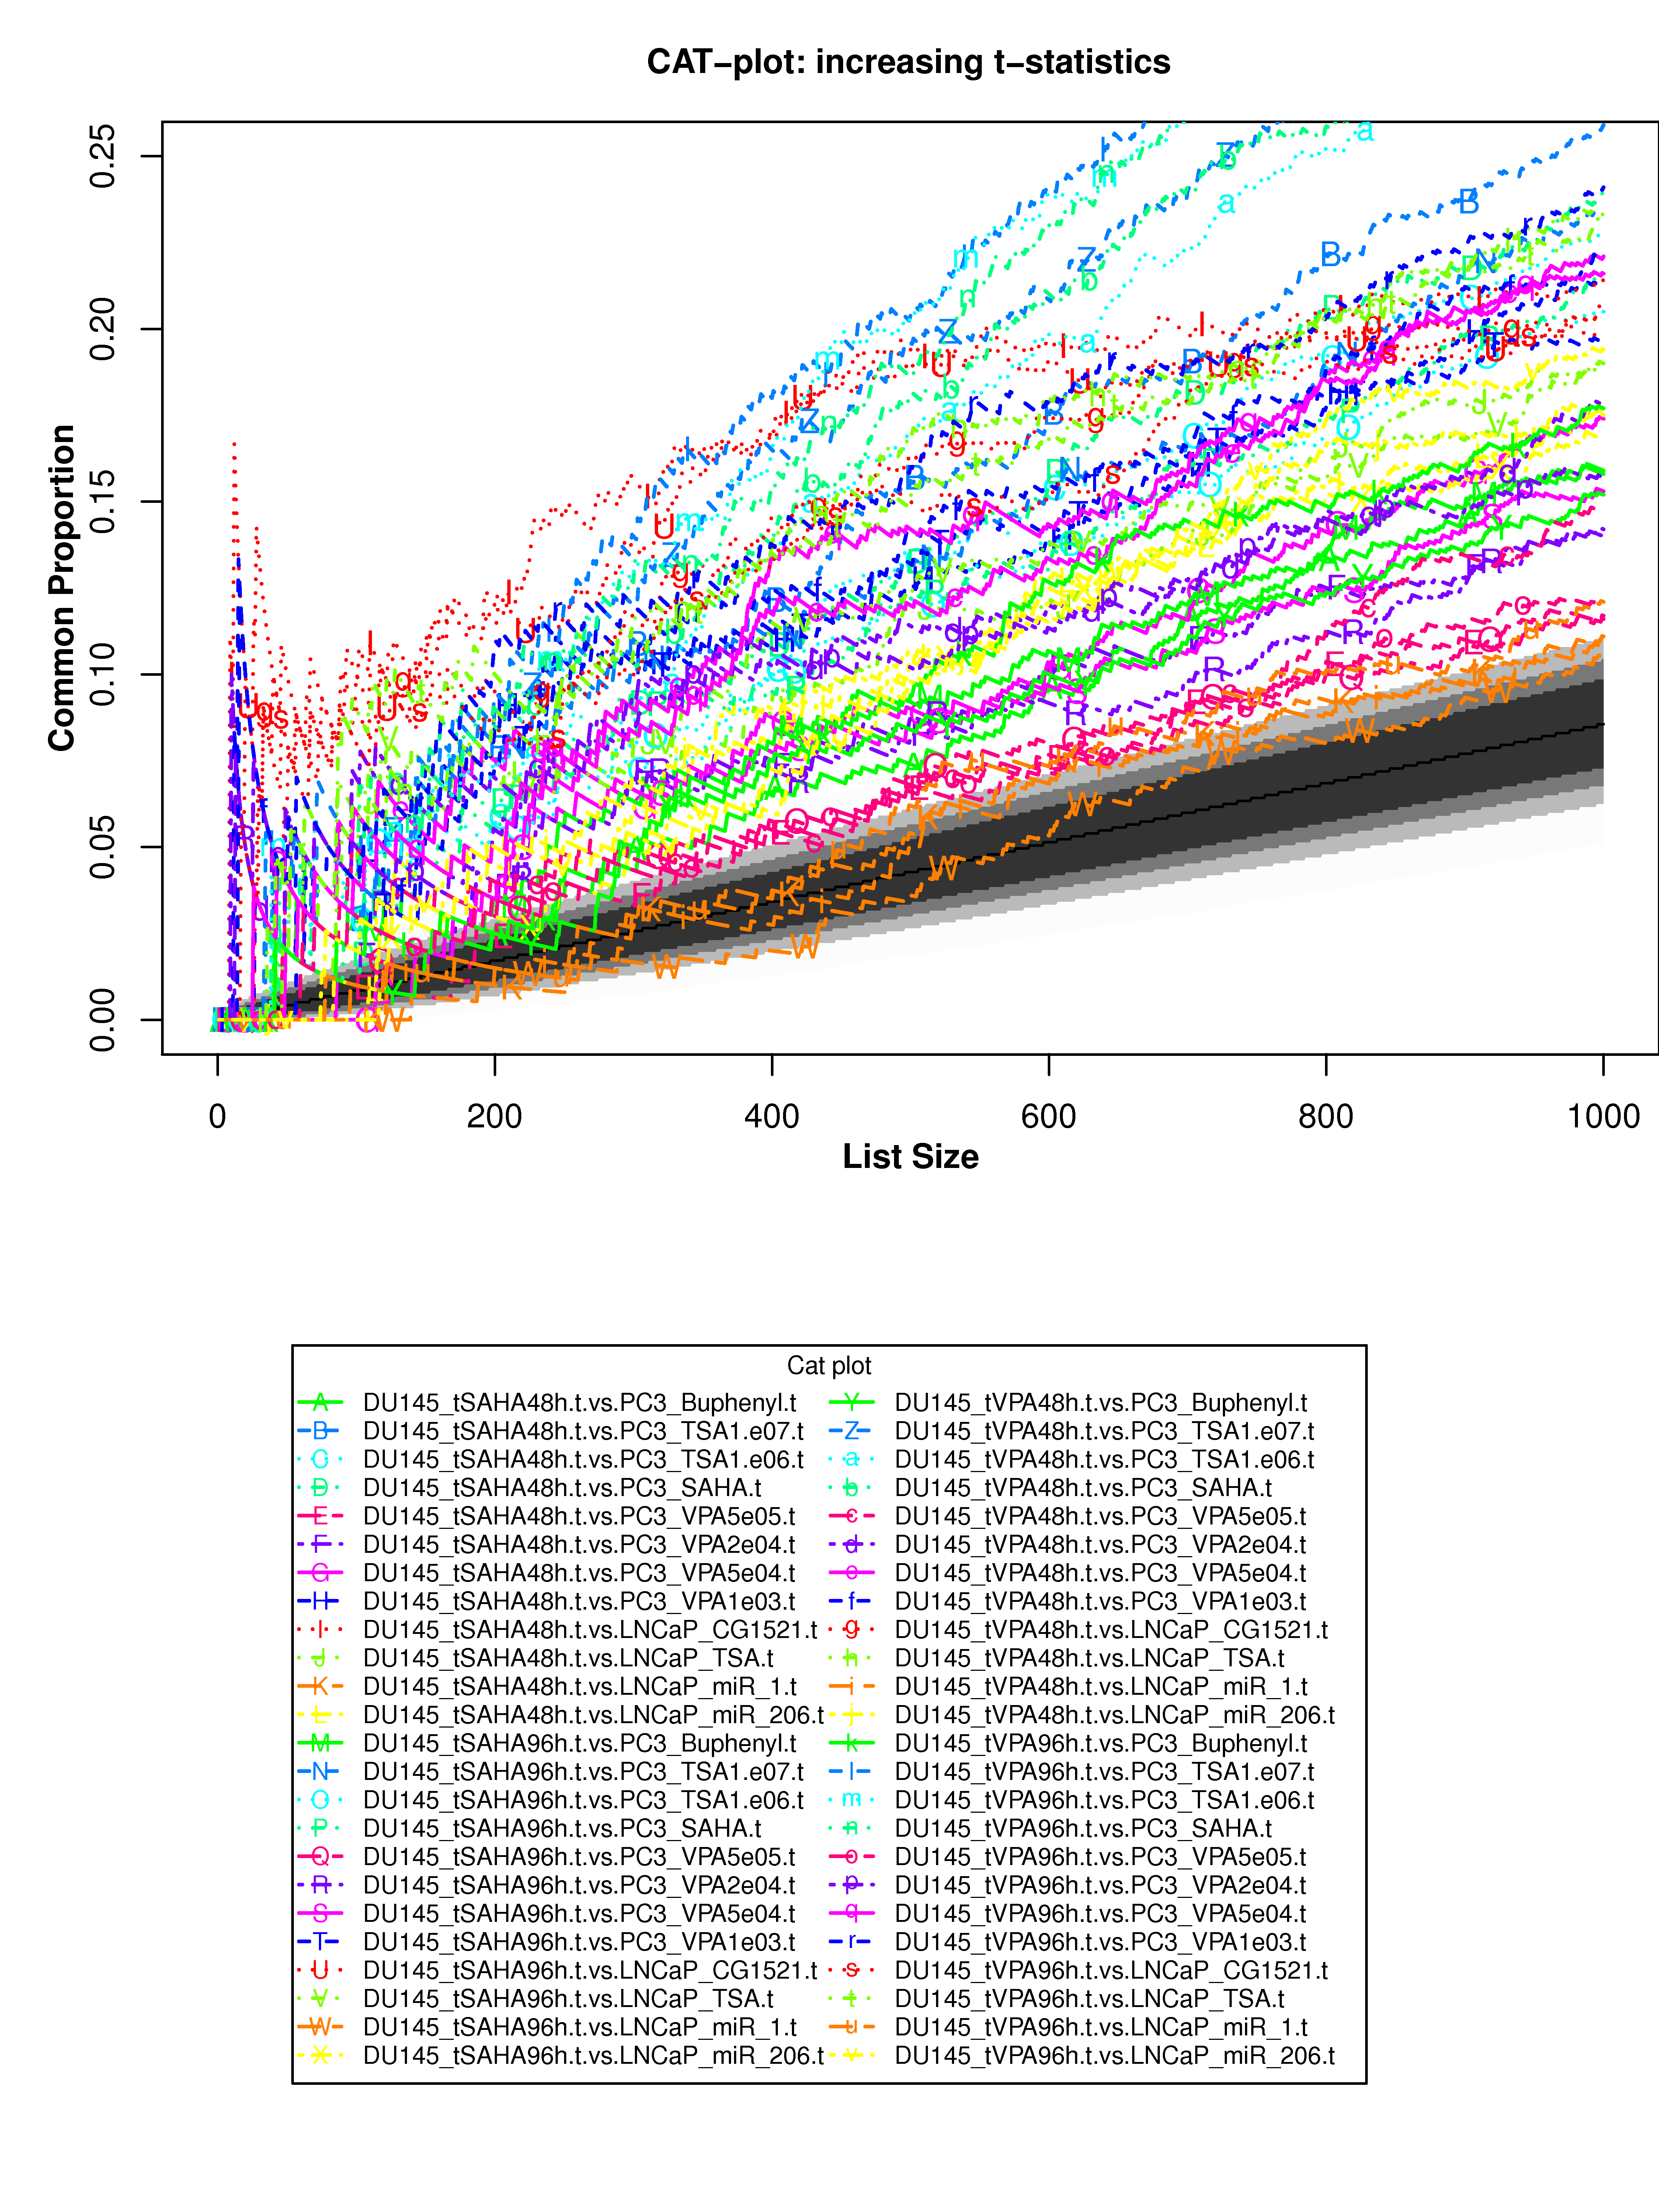 CAT−plot: increasing t−statistics
Common Proportion
0.25
0.20
0.15
0.10
0.05
0.00
0 200 400 600 800 1000
List Size
Cat plot
A DU145_tSAHA48h.t.vs.PC3_Buphenyl.t Y DU145_tVPA48h.t.vs.PC3_Buphenyl.t
B DU145_tSAHA48h.t.vs.PC3_TSA1.e07.t Z DU145_tVPA48h.t.vs.PC3_TSA1.e07.t
C DU145_tSAHA48h.t.vs.PC3_TSA1.e06.t a DU145_tVPA48h.t.vs.PC3_TSA1.e06.t
D DU145_tSAHA48h.t.vs.PC3_SAHA.t b DU145_tVPA48h.t.vs.PC3_SAHA.t
E DU145_tSAHA48h.t.vs.PC3_VPA5e05.t c DU145_tVPA48h.t.vs.PC3_VPA5e05.t
F DU145_tSAHA48h.t.vs.PC3_VPA2e04.t d DU145_tVPA48h.t.vs.PC3_VPA2e04.t
G DU145_tSAHA48h.t.vs.PC3_VPA5e04.t e DU145_tVPA48h.t.vs.PC3_VPA5e04.t
H DU145_tSAHA48h.t.vs.PC3_VPA1e03.t f DU145_tVPA48h.t.vs.PC3_VPA1e03.t
I DU145_tSAHA48h.t.vs.LNCaP_CG1521.t g DU145_tVPA48h.t.vs.LNCaP_CG1521.t
J DU145_tSAHA48h.t.vs.LNCaP_TSA.t h DU145_tVPA48h.t.vs.LNCaP_TSA.t
K DU145_tSAHA48h.t.vs.LNCaP_miR_1.t i DU145_tVPA48h.t.vs.LNCaP_miR_1.t
L DU145_tSAHA48h.t.vs.LNCaP_miR_206.t j DU145_tVPA48h.t.vs.LNCaP_miR_206.t
M DU145_tSAHA96h.t.vs.PC3_Buphenyl.t k DU145_tVPA96h.t.vs.PC3_Buphenyl.t
N DU145_tSAHA96h.t.vs.PC3_TSA1.e07.t l DU145_tVPA96h.t.vs.PC3_TSA1.e07.t
O DU145_tSAHA96h.t.vs.PC3_TSA1.e06.t m DU145_tVPA96h.t.vs.PC3_TSA1.e06.t
P DU145_tSAHA96h.t.vs.PC3_SAHA.t n DU145_tVPA96h.t.vs.PC3_SAHA.t
Q DU145_tSAHA96h.t.vs.PC3_VPA5e05.t o DU145_tVPA96h.t.vs.PC3_VPA5e05.t
R DU145_tSAHA96h.t.vs.PC3_VPA2e04.t p DU145_tVPA96h.t.vs.PC3_VPA2e04.t
S DU145_tSAHA96h.t.vs.PC3_VPA5e04.t q DU145_tVPA96h.t.vs.PC3_VPA5e04.t
T DU145_tSAHA96h.t.vs.PC3_VPA1e03.t r DU145_tVPA96h.t.vs.PC3_VPA1e03.t
U DU145_tSAHA96h.t.vs.LNCaP_CG1521.t s DU145_tVPA96h.t.vs.LNCaP_CG1521.t
V DU145_tSAHA96h.t.vs.LNCaP_TSA.t t DU145_tVPA96h.t.vs.LNCaP_TSA.t
W DU145_tSAHA96h.t.vs.LNCaP_miR_1.t u DU145_tVPA96h.t.vs.LNCaP_miR_1.t
X DU145_tSAHA96h.t.vs.LNCaP_miR_206.t v DU145_tVPA96h.t.vs.LNCaP_miR_206.t